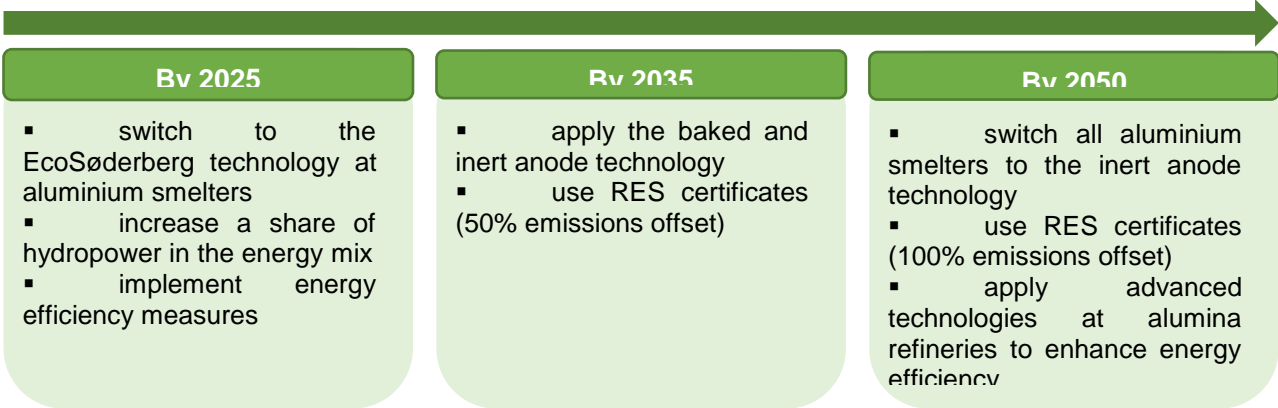 By 2025
▪ switch to the
EcoSøderberg technology at
aluminium smelters
▪ increase a share of
hydropower in the energy mix
▪ implement energy
efficiency measures
By 2035
▪ apply the baked and
inert anode technology
▪ use RES certificates
(50% emissions offset)
By 2050
▪ switch all aluminium
smelters to the inert anode
technology
▪ use RES certificates
(100% emissions offset)
▪ apply advanced
technologies at alumina
refineries to enhance energy
efficiency